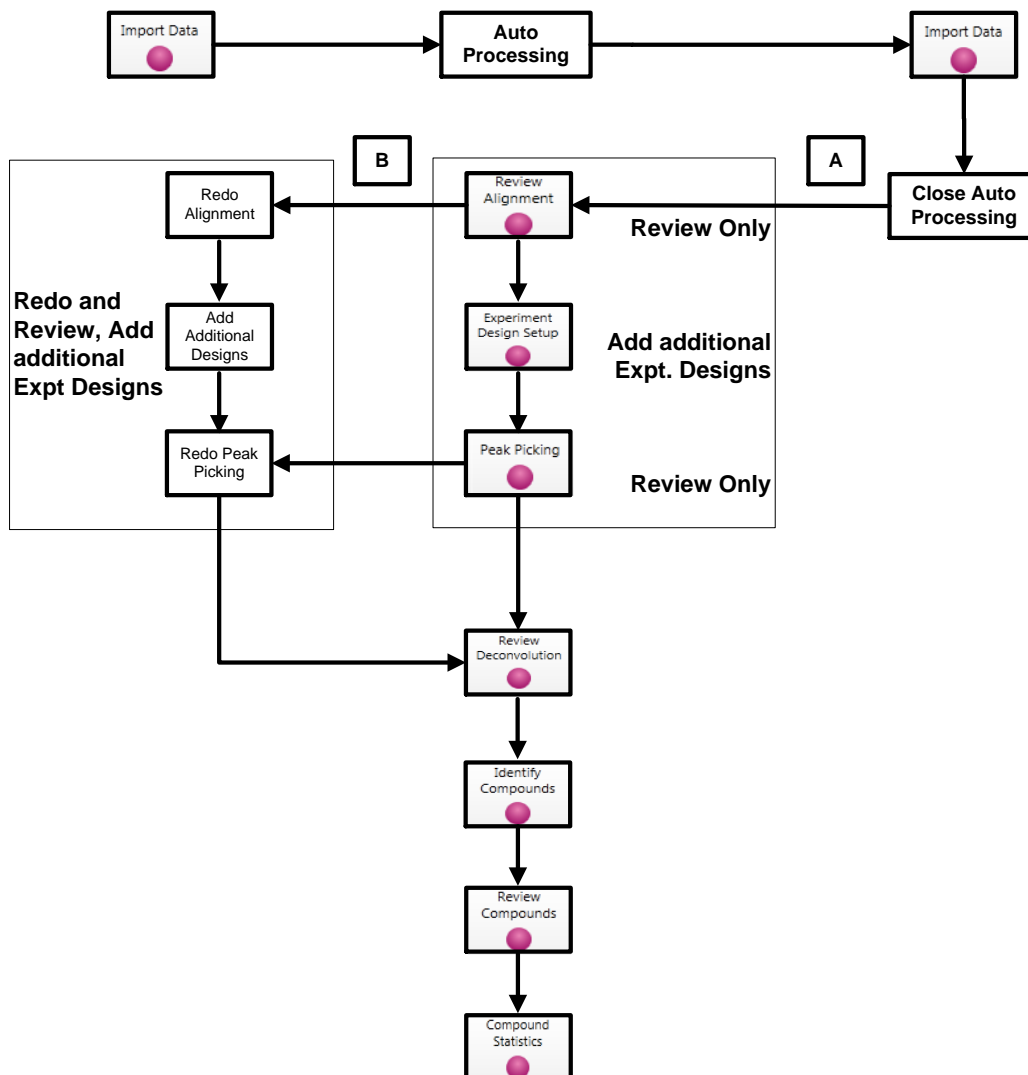 Import Data
Auto
Processing
Import Data
B
A
Redo
Alignment
Review
Alignment
Close Auto
Processing
Review Only
Redo and
Review, Add
additional
Expt Designs
Add
Additional
Designs
Experiment
Design Setup
Add additional
Expt. Designs
Redo Peak
Picking
Peak Picking
Review Only
Review
Deconvolution
Identify
Compounds
Review
Compounds
Compound
Statistics